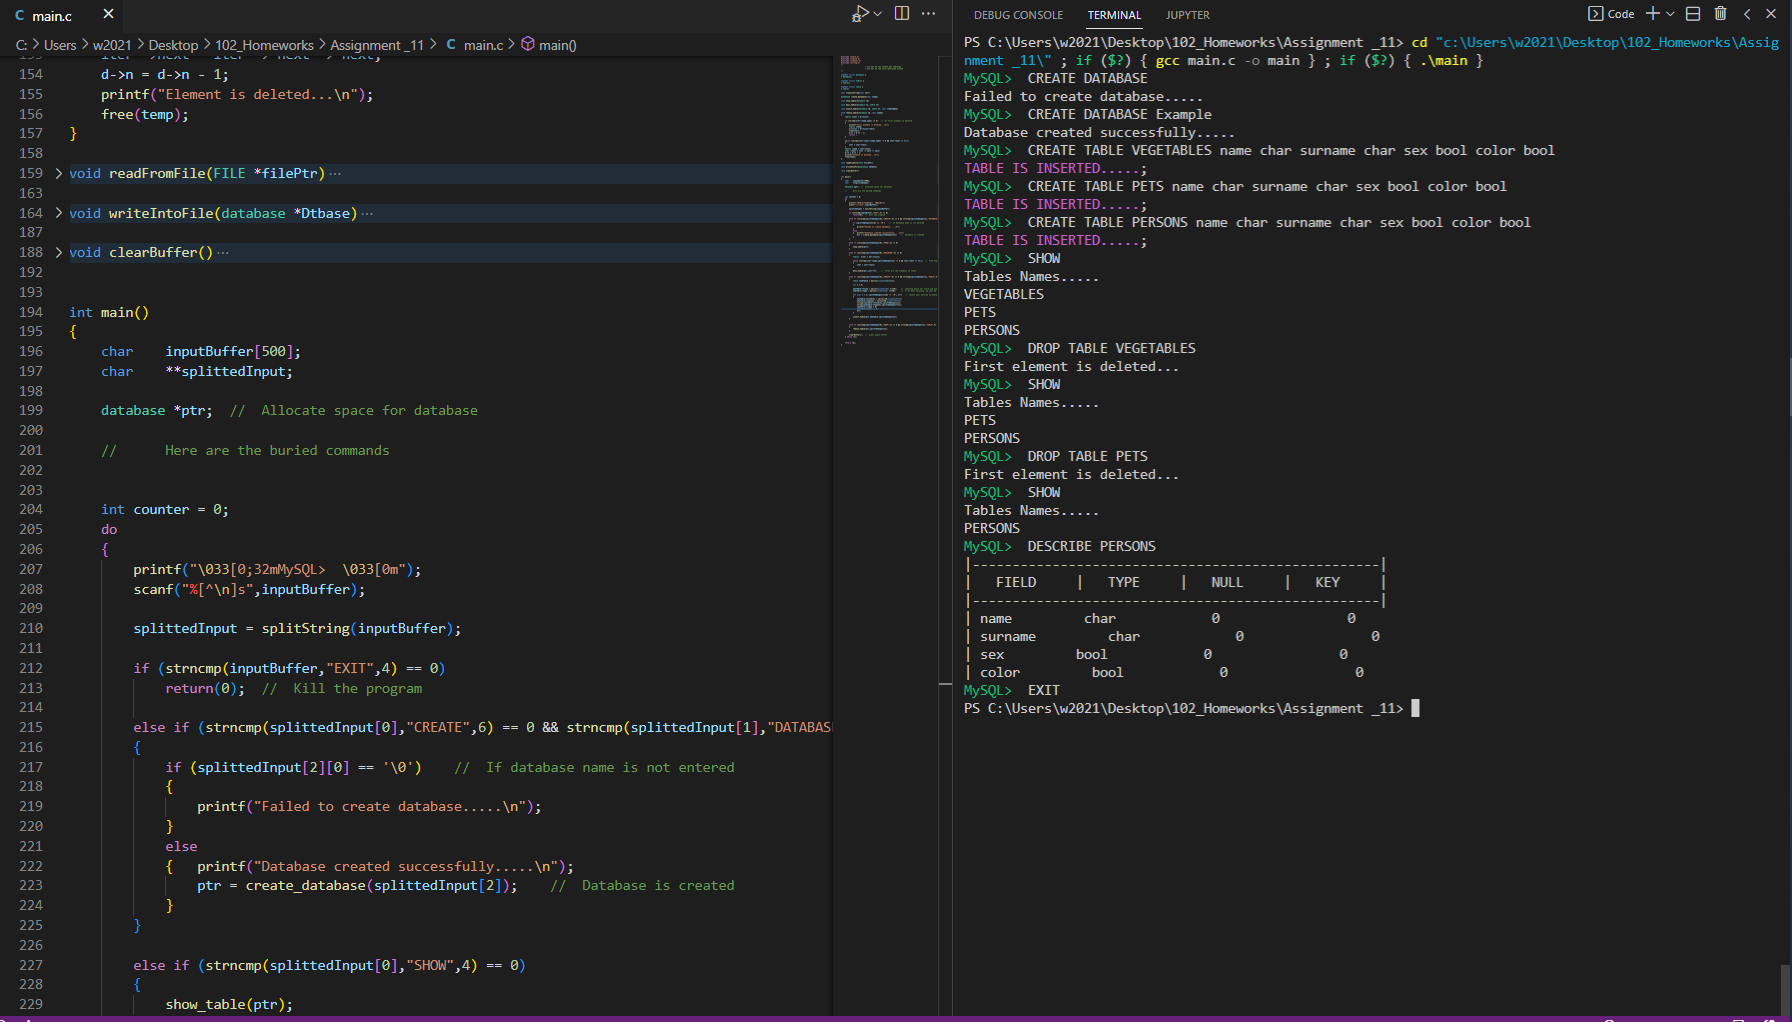 main.c
C: > Users > w2021 > Desktop > 102_Homeworks > Assignment _11 > C main.c > main()
154 d->n = d->n - 1;
155 printf("Element is deleted...\n");
156 free(temp);
157 }
158
159 > void readFromFile(FILE *filePtr) ...
163
164 > void writeIntoFile(database *Dtbase) ...
187
188 > void clearBuffer() ...
192
193
194 int main()
195 {
196 char    inputBuffer[500];
197 char    **splittedInput;
198
199 database *ptr;  //  Allocate space for database
200
201 //      Here are the buried commands
202
203
204 int counter = 0;
205 do
206 {
207 printf("\033[0;32mMySQL>  \033[0m");
208 scanf("%[^\n]s",inputBuffer);
209
210 splittedInput = splitString(inputBuffer);
211
212 if (strncmp(inputBuffer,"EXIT",4) == 0)
213 return(0);  //  Kill the program
214
215 else if (strncmp(splittedInput[0],"CREATE",6) == 0 && strncmp(splittedInput[1],"DATABAS
216 {
217 if (splittedInput[2][0] == '\0')    //  If database name is not entered
218 {
219 printf("Failed to create database.....\n");
220 }
221 else
222 {   printf("Database created successfully.....\n");
223 ptr = create_database(splittedInput[2]);    //  Database is created
224 }
225 }
226
227 else if (strncmp(splittedInput[0],"SHOW",4) == 0)
228 {
229 show_table(ptr);
DEBUG CONSOLE TERMINAL JUPYTER Code
PS C:\Users\w2021\Desktop\102_Homeworks\Assignment _11> cd "c:\Users\w2021\Desktop\102_Homeworks\Assig
nment _11\" ; if ($?) { gcc main.c -o main } ; if ($?) { .\main }
MySQL>  CREATE DATABASE
Failed to create database.....
MySQL>  CREATE DATABASE Example
Database created successfully.....
MySQL>  CREATE TABLE VEGETABLES name char surname char sex bool color bool
TABLE IS INSERTED.....;
MySQL>  CREATE TABLE PETS name char surname char sex bool color bool
TABLE IS INSERTED.....;
MySQL>  CREATE TABLE PERSONS name char surname char sex bool color bool
TABLE IS INSERTED.....;
MySQL>  SHOW
Tables Names.....
VEGETABLES
PETS
PERSONS
MySQL>  DROP TABLE VEGETABLES
First element is deleted...
MySQL>  SHOW
Tables Names.....
PETS
PERSONS
MySQL>  DROP TABLE PETS
First element is deleted...
MySQL>  SHOW
Tables Names.....
PERSONS
MySQL>  DESCRIBE PERSONS
|---------------------------------------------------|
|   FIELD     |   TYPE     |   NULL     |   KEY     |
|---------------------------------------------------|
| name         char            0                0
| surname         char            0                0
| sex         bool            0                0
| color         bool            0                0
MySQL>  EXIT
PS C:\Users\w2021\Desktop\102_Homeworks\Assignment _11>